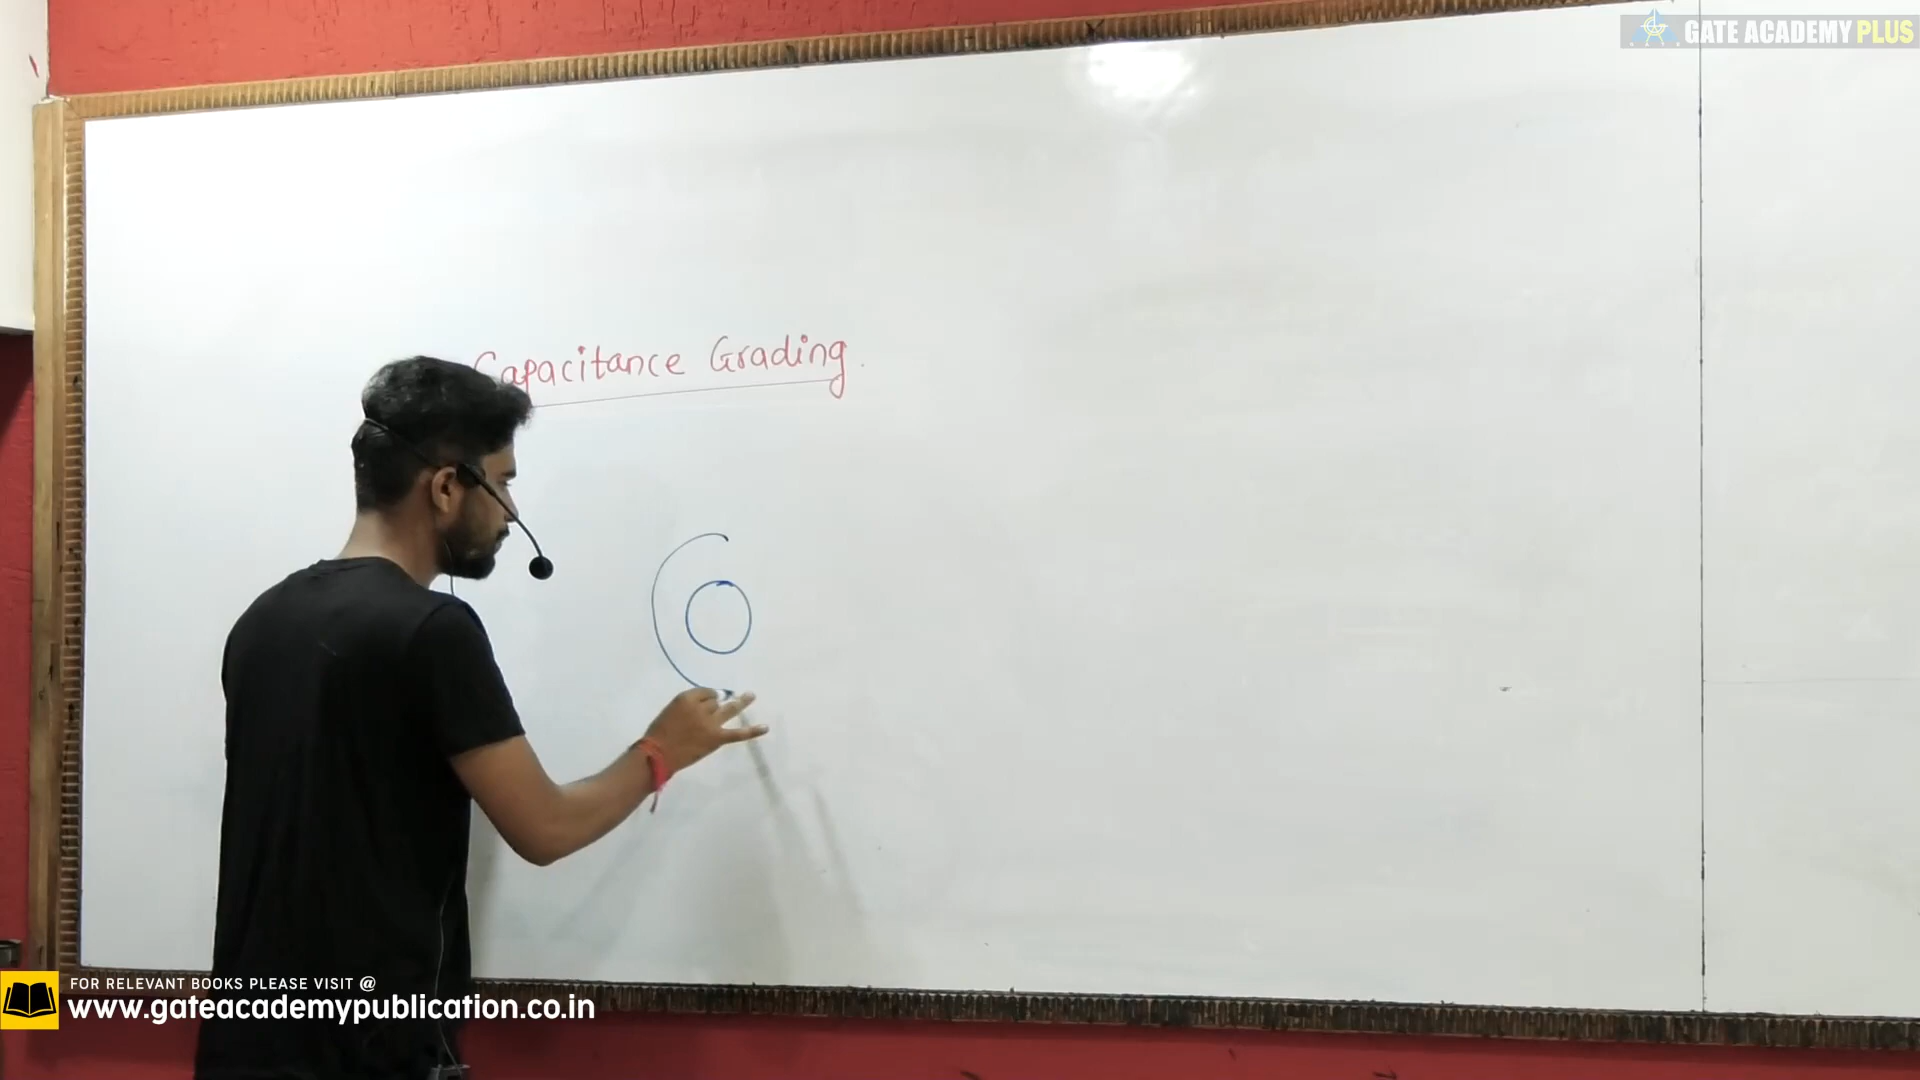 GATE ACADEMY PLUS
Capacitance Grading.
FOR RELEVANT BOOKS PLEASE VISIT @
www.gateacademypublication.co.in